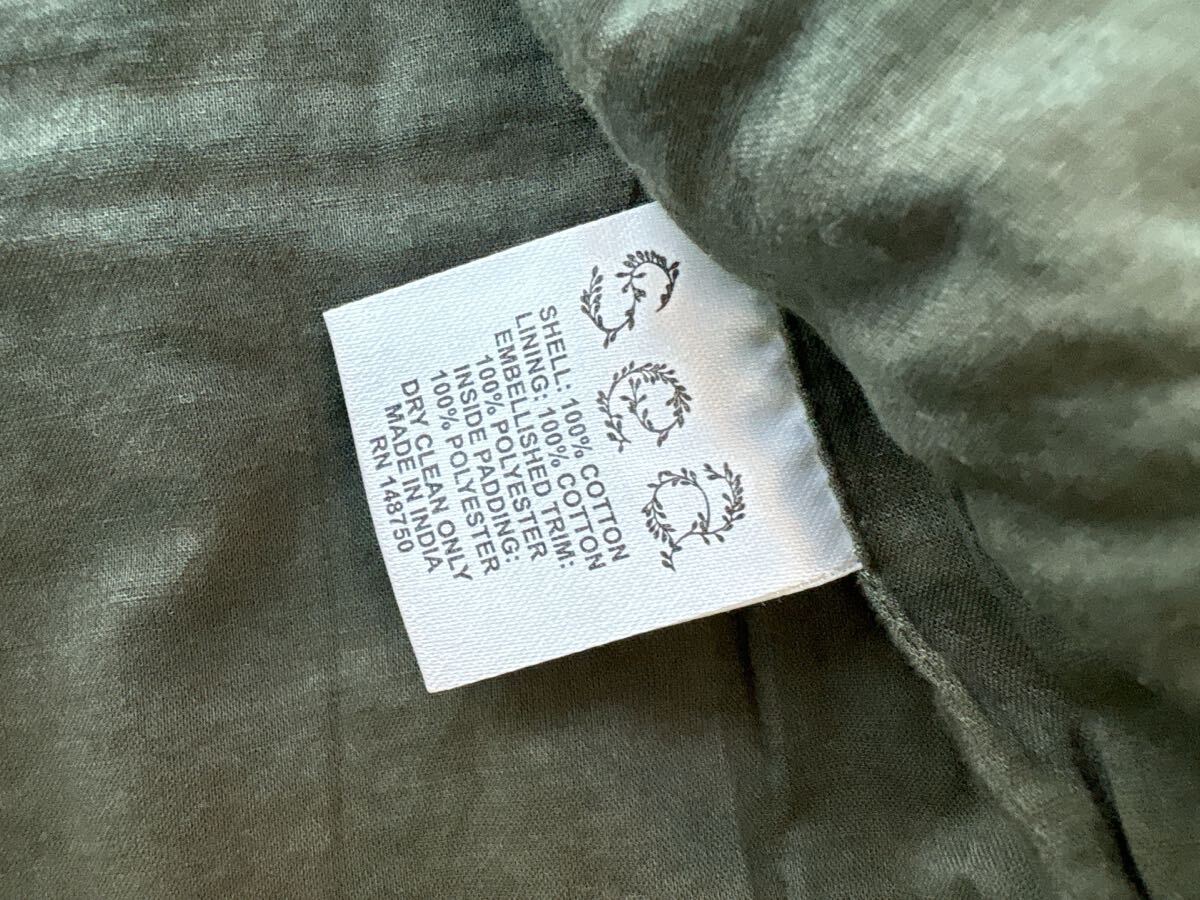 SHELL: 100% COTTON
LINING: 100% COTTON
EMBELLISHED TRIM:
100% POLYESTER
INSIDE PADDING:
100% POLYESTER
DRY CLEAN ONLY
MADE IN INDIA
RN 148750